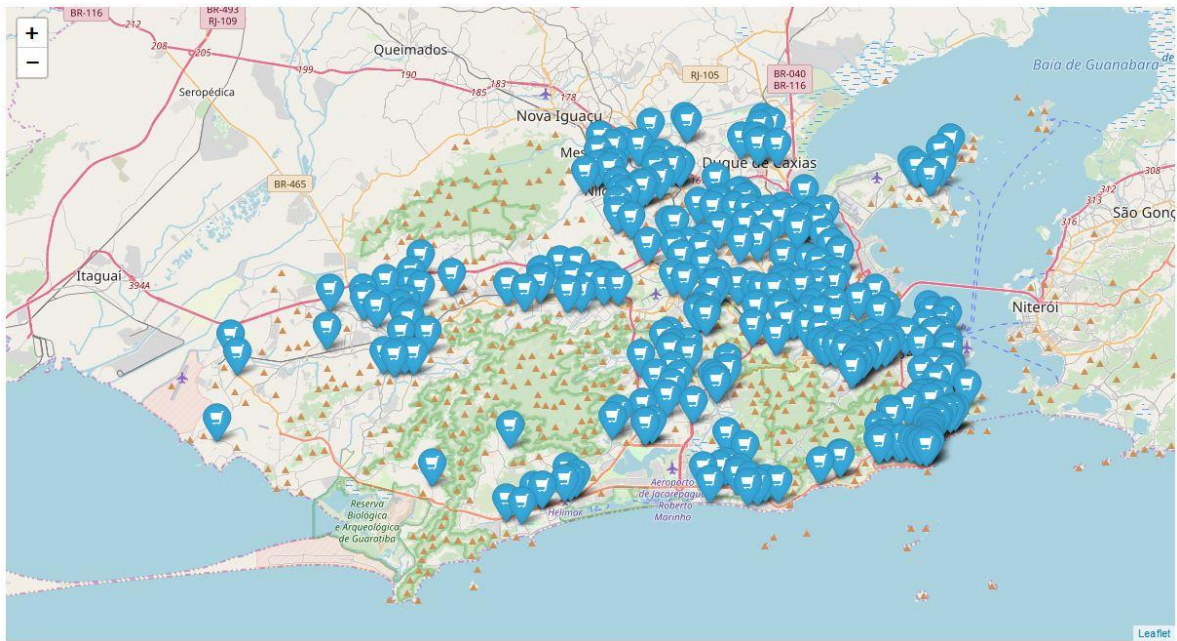 BR-116
BR-493
RJ-109
212
208
205
199
190
183
185
178
Queimados
Seropédica
RJ-105
BR-040
BR-116
Baía de Guanabara
Nova Iguaçu
Duque de Caxias
BR-465
308
313
312
316
Itaguaí
394A
Niterói
Reserva
Biológica
e Arqueológica
de Guaratiba
Helimar
Aeroporto
de Jacarepaguá
Roberto
Marinho
+
−
Leaflet